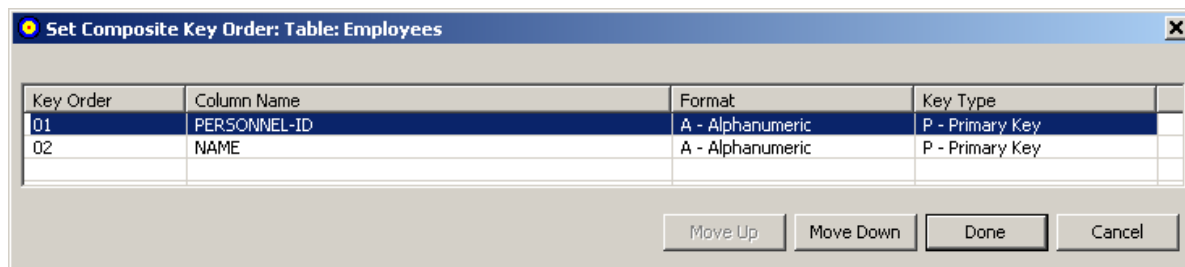 Set Composite Key Order: Table: Employees
Key Order Column Name Format Key Type
01 PERSONNEL-ID A - Alphanumeric P - Primary Key
02 NAME A - Alphanumeric P - Primary Key
Move Up Move Down Done Cancel